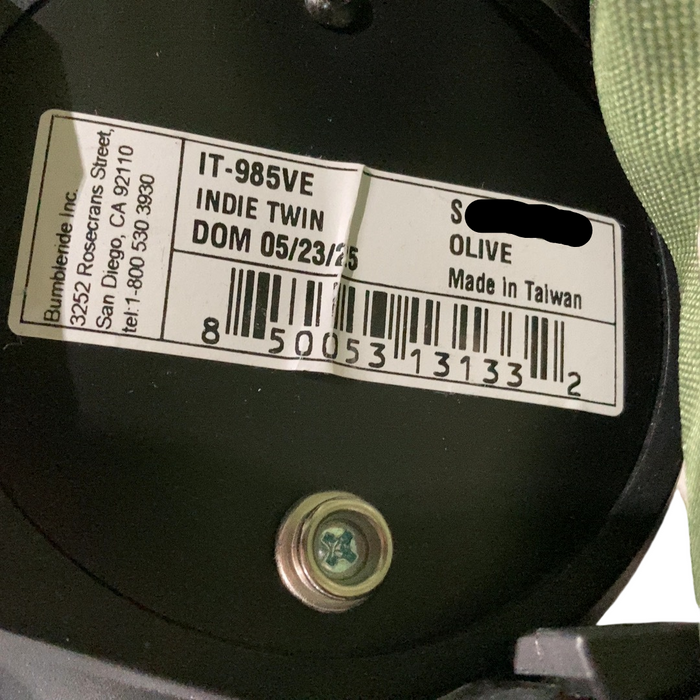 Bumbleride Inc.
3252 Rosecrans Street,
San Diego, CA 92110
tel:1-800 530 3930
IT-985VE
INDIE TWIN
DOM 05/23/25
S
OLIVE
Made in Taiwan
8 50053 13133 2